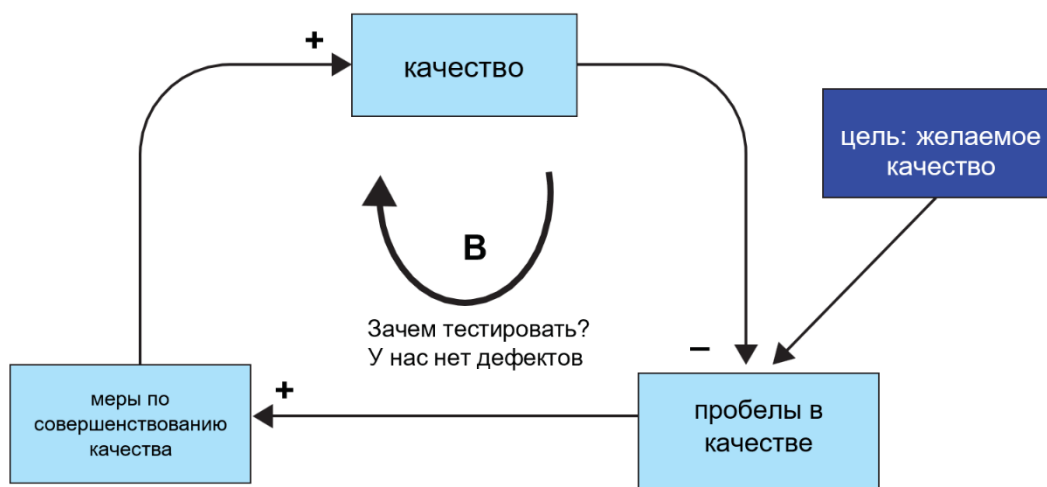 +
качество
цель: желаемое
качество
B
Зачем тестировать?
У нас нет дефектов
–
+
меры по
совершенствованию
качества
пробелы в
качестве